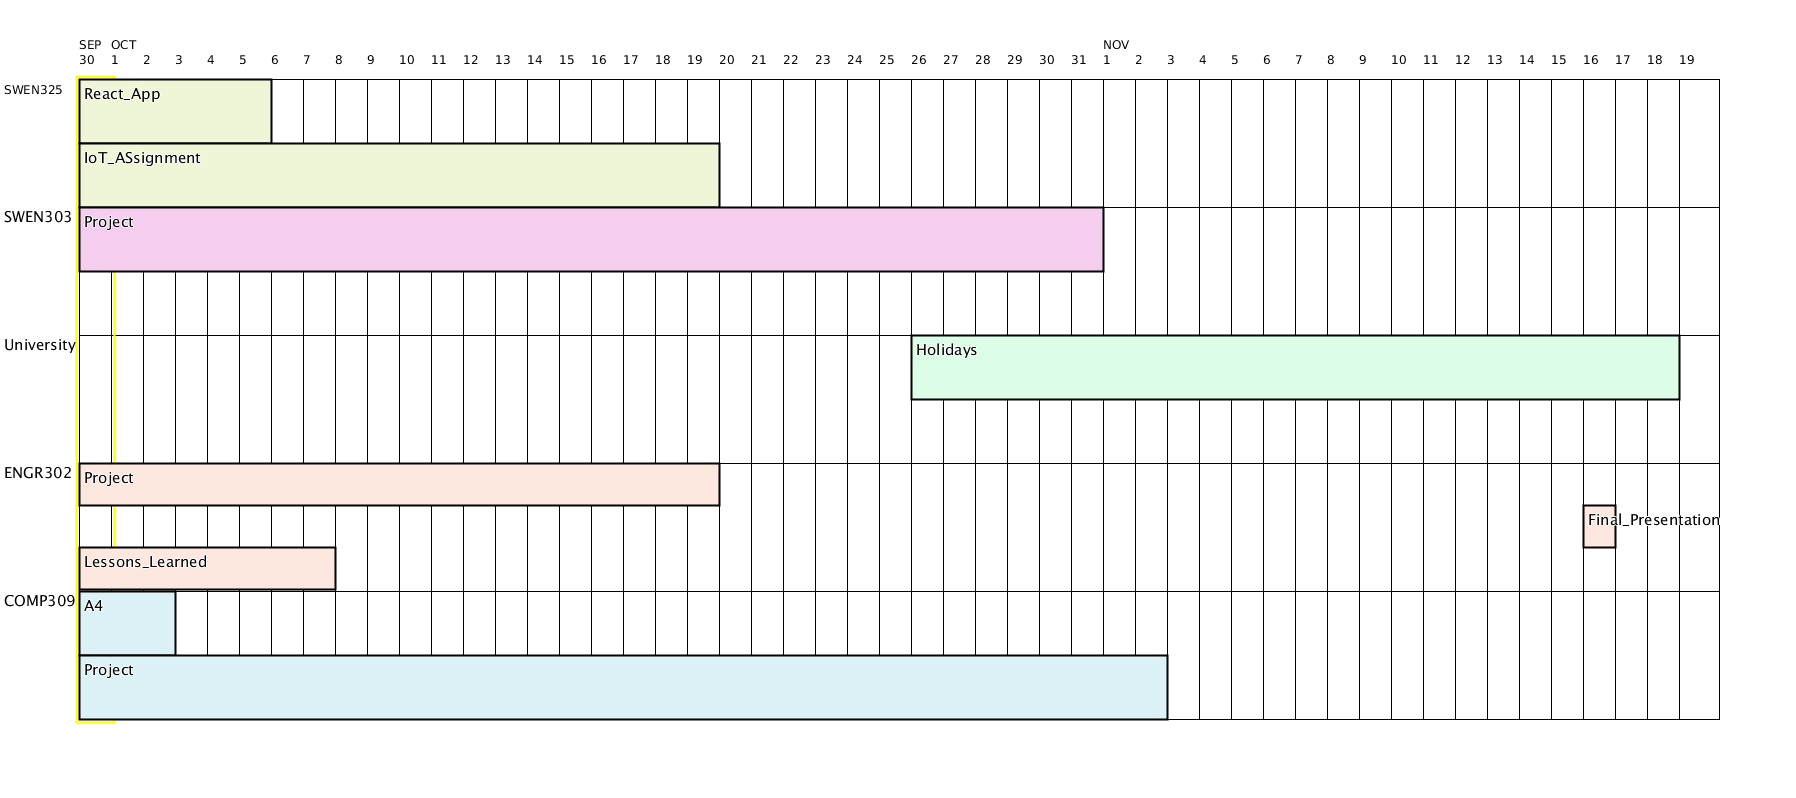 SEP OCT NOV
30 1 2 3 4 5 6 7 8 9 10 11 12 13 14 15 16 17 18 19 20 21 22 23 24 25 26 27 28 29 30 31 1 2 3 4 5 6 7 8 9 10 11 12 13 14 15 16 17 18 19
SWEN325
React_App
IoT_ASsignment
SWEN303
Project
University
Holidays
ENGR302
Project
Final_Presentation
Lessons_Learned
COMP309
A4
Project